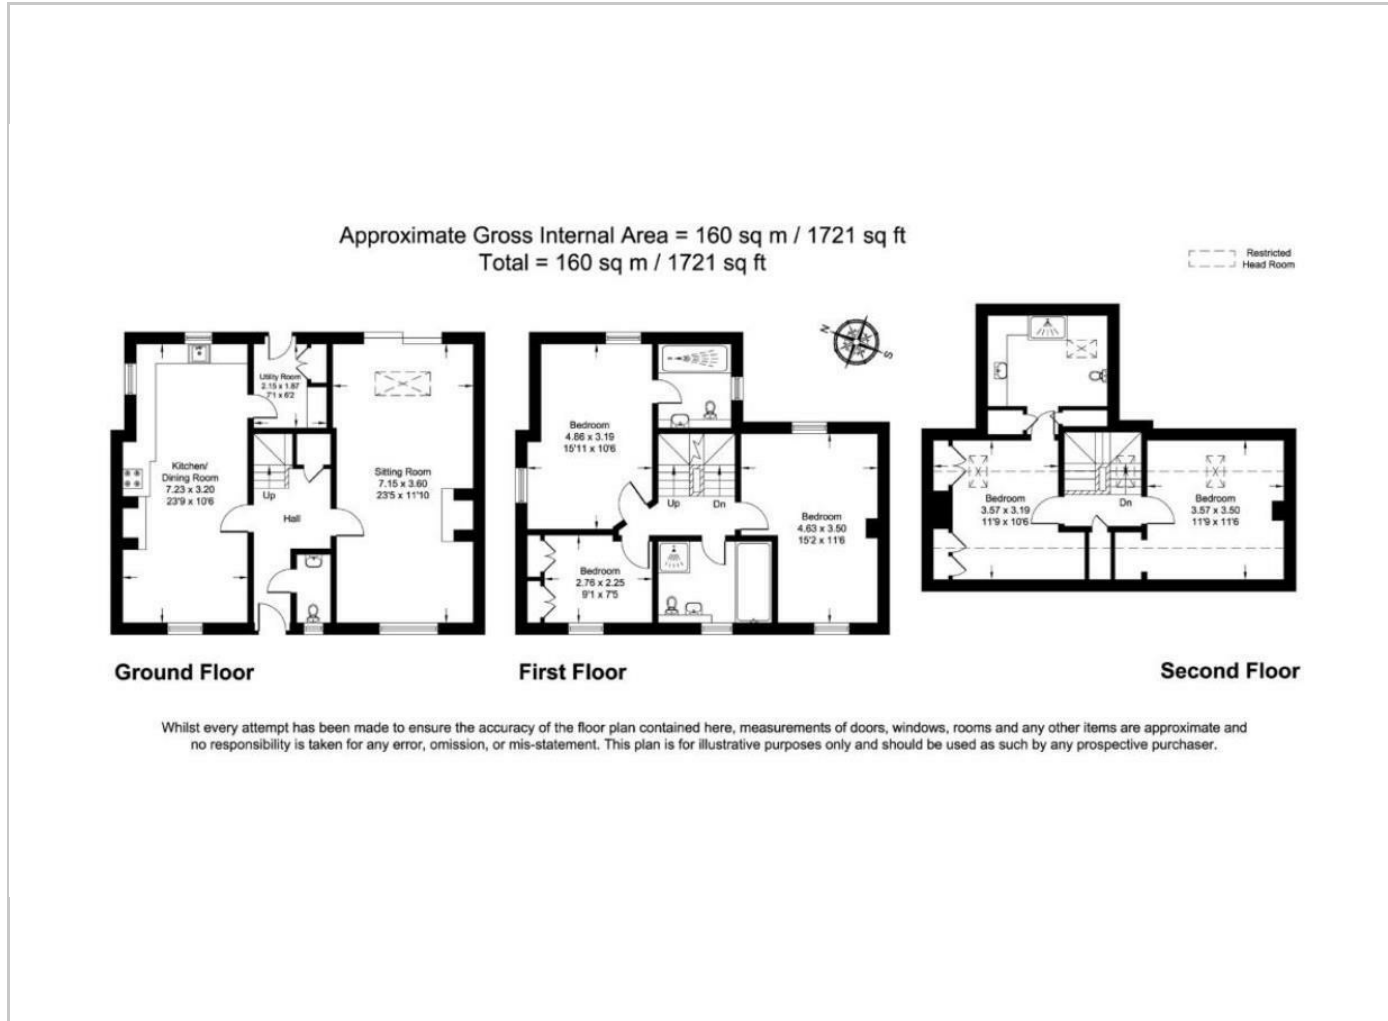 Approximate Gross Internal Area = 160 sq m / 1721 sq ft
Total = 160 sq m / 1721 sq ft
Restricted
Head Room
N
S
Utility Room
2.15 x 1.87
7'1 x 6'2
Kitchen/
Dining Room
7.23 x 3.20
23'9 x 10'6
Up
Hall
Sitting Room
7.15 x 3.60
23'5 x 11'10
Ground Floor
Bedroom
4.86 x 3.19
15'11 x 10'6
Up
Dn
Bedroom
4.63 x 3.50
15'2 x 11'6
Bedroom
2.76 x 2.25
9'1 x 7'5
First Floor
Bedroom
3.57 x 3.19
11'9 x 10'6
Dn
Bedroom
3.57 x 3.50
11'9 x 11'6
Second Floor
Whilst every attempt has been made to ensure the accuracy of the floor plan contained here, measurements of doors, windows, rooms and any other items are approximate and
no responsibility is taken for any error, omission, or mis-statement. This plan is for illustrative purposes only and should be used as such by any prospective purchaser.